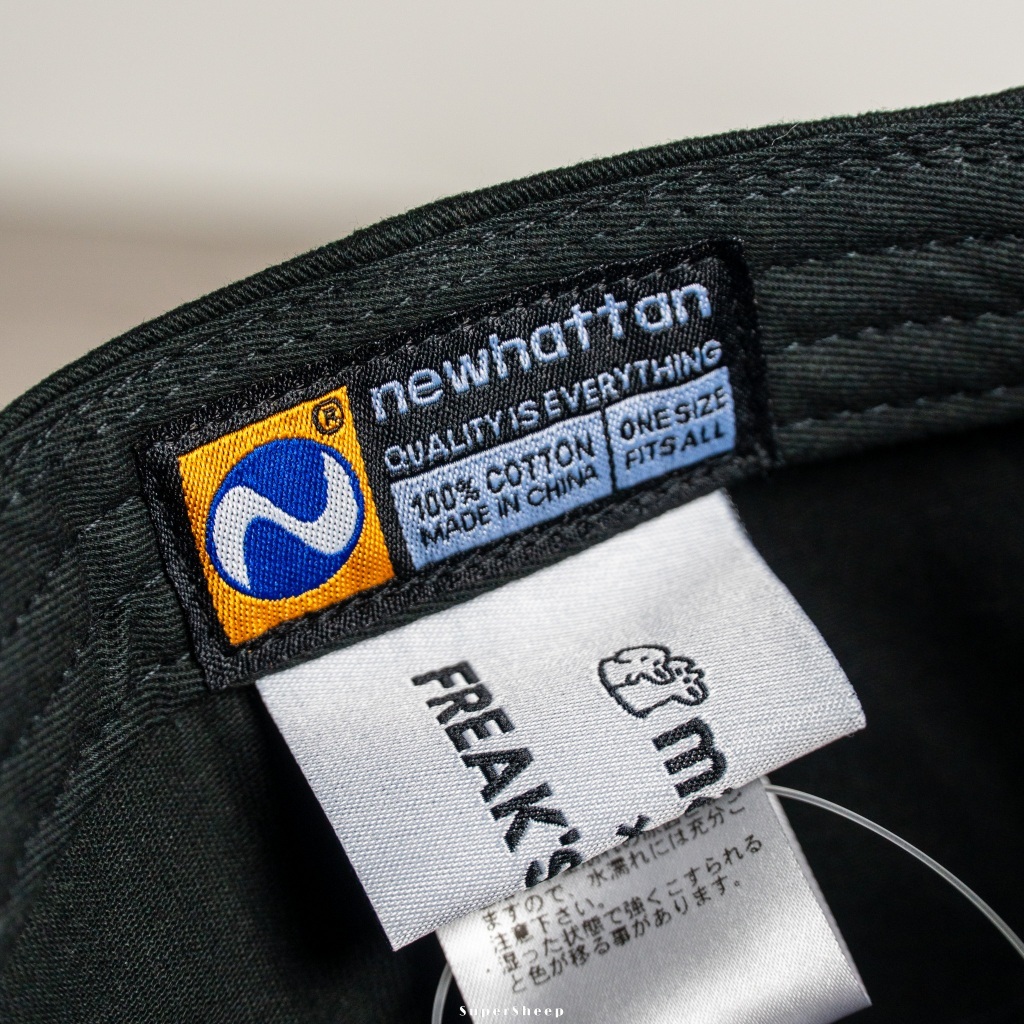 ®
newhattan
QUALITY IS EVERYTHING
100% COTTON
MADE IN CHINA
ONE SIZE
FITS ALL
FREAK'S
x
水濡れには充分ご
ますので、
注意下さい。
・湿った状態で強くこすられる
と色が移る事があります。
SuperSheep